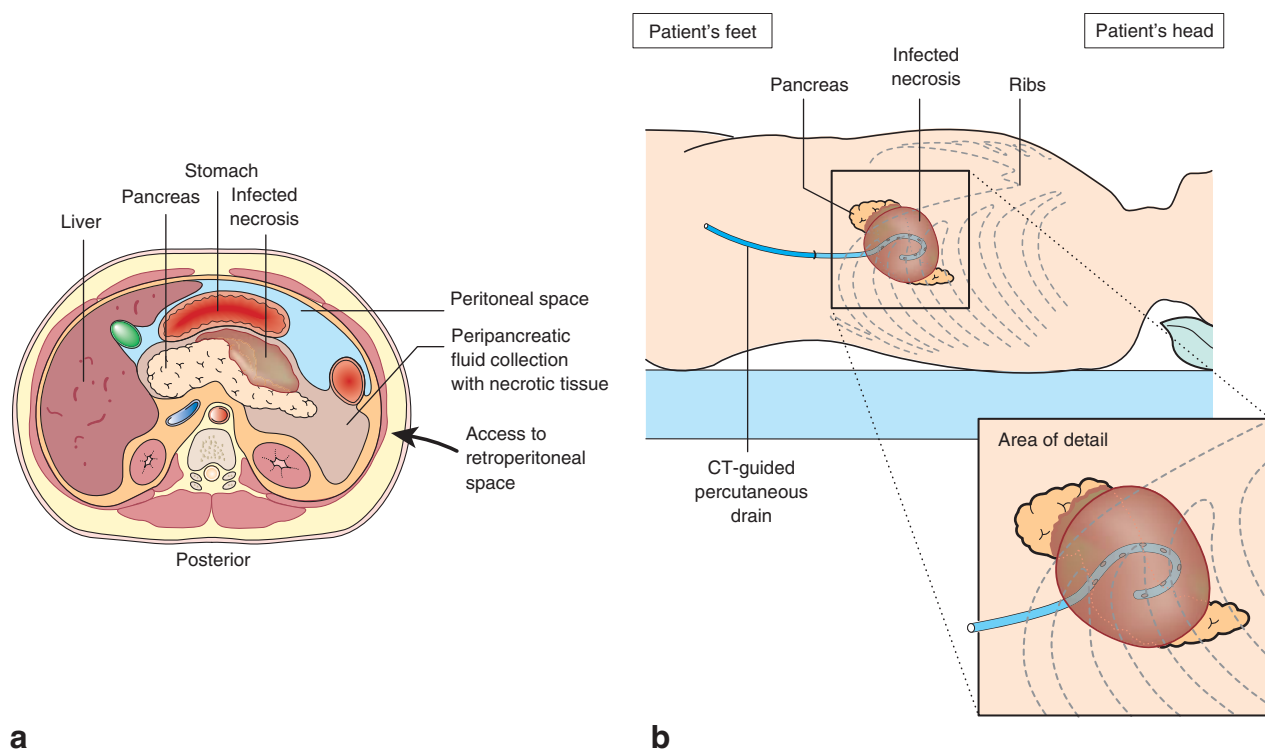 Stomach
Pancreas
Infected
necrosis
Liver
Peritoneal space
Peripancreatic
fluid collection
with necrotic tissue
Access to
retroperitoneal
space
Posterior
a
Patient's feet
Patient's head
Infected
necrosis
Pancreas
Ribs
CT-guided
percutaneous
drain
Area of detail
b